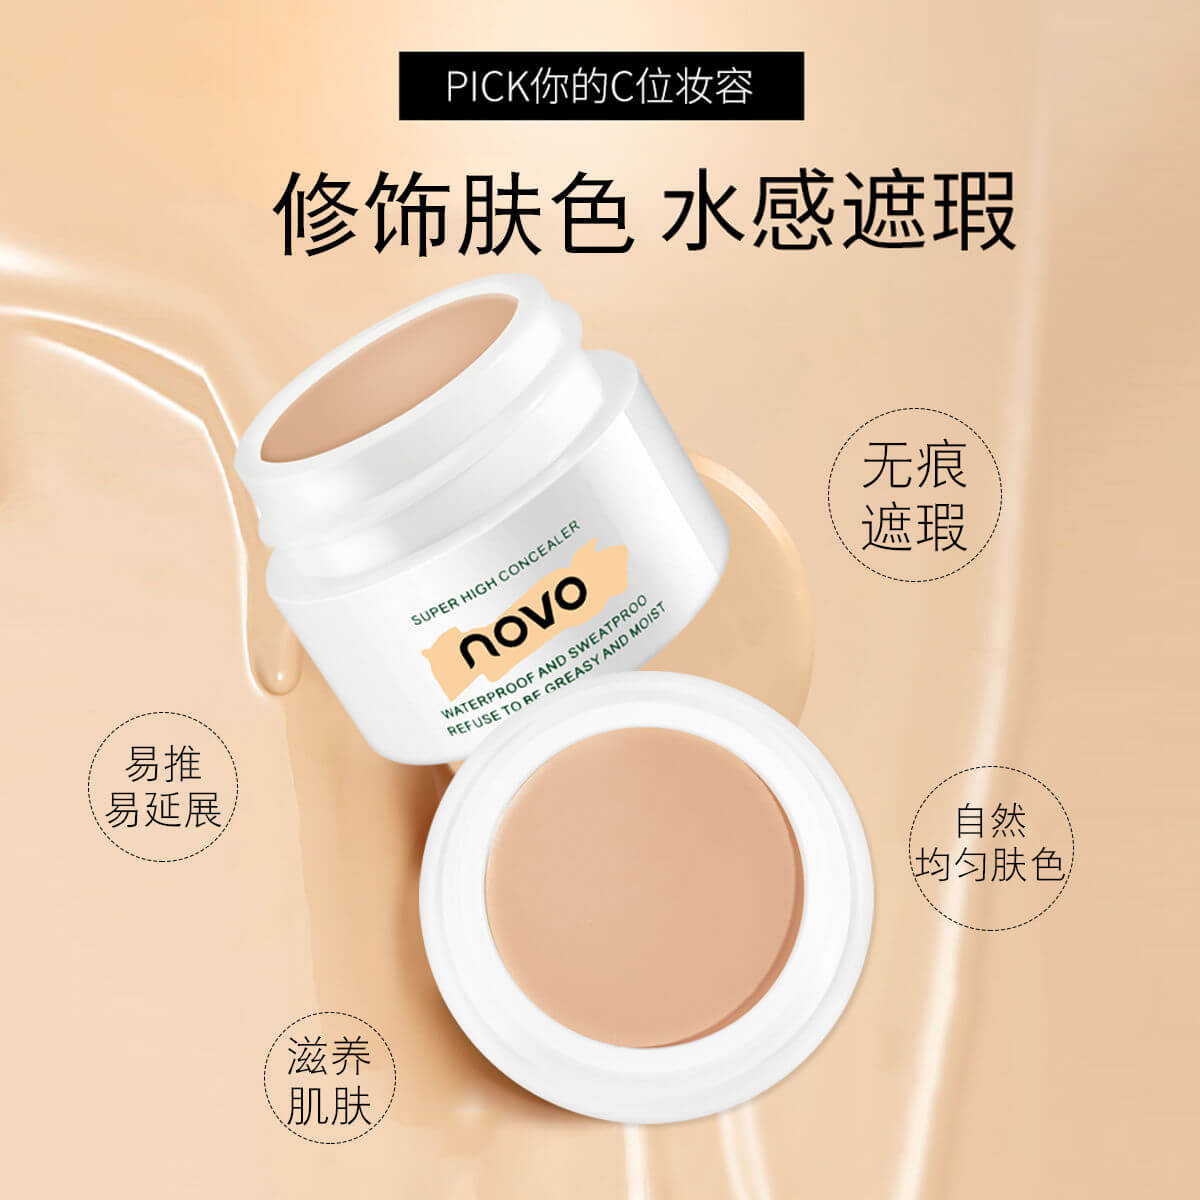 PICK你的C位妆容
修饰肤色 水感遮瑕
无痕
遮瑕
SUPER HIGH CONCEALER
novo
WATERPROOF AND SWEATPROO
REFUSE TO BE GREASY AND MOIST
易推
易延展
自然
均匀肤色
滋养
肌肤